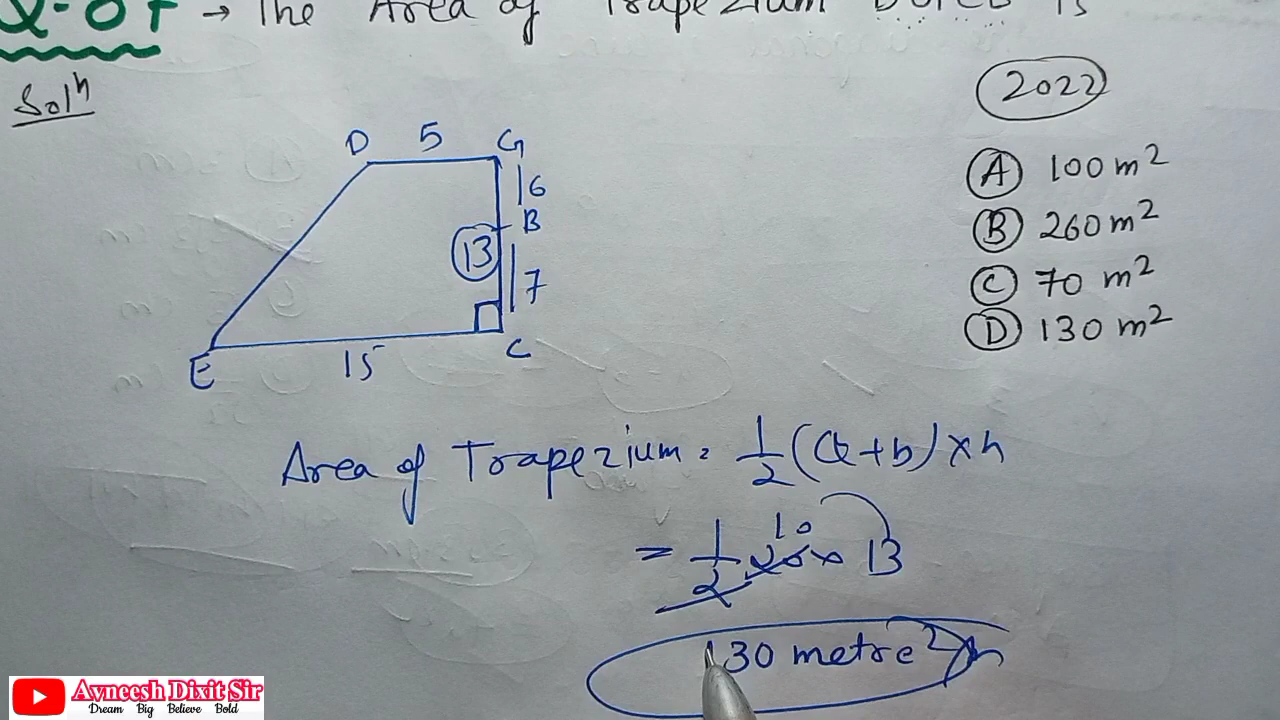 Q-07 → The Area of Trapezium is
Solⁿ
2022
D 5 G
6
B
13
7
E 15 C
(A) 100 m²
(B) 260 m²
(C) 70 m²
(D) 130 m²
Area of Trapezium = 1/2 (a+b) × h
= 1/2 20 × 13
10
130 metre²
Avneesh Dixit Sir
Dream Big Believe Bold